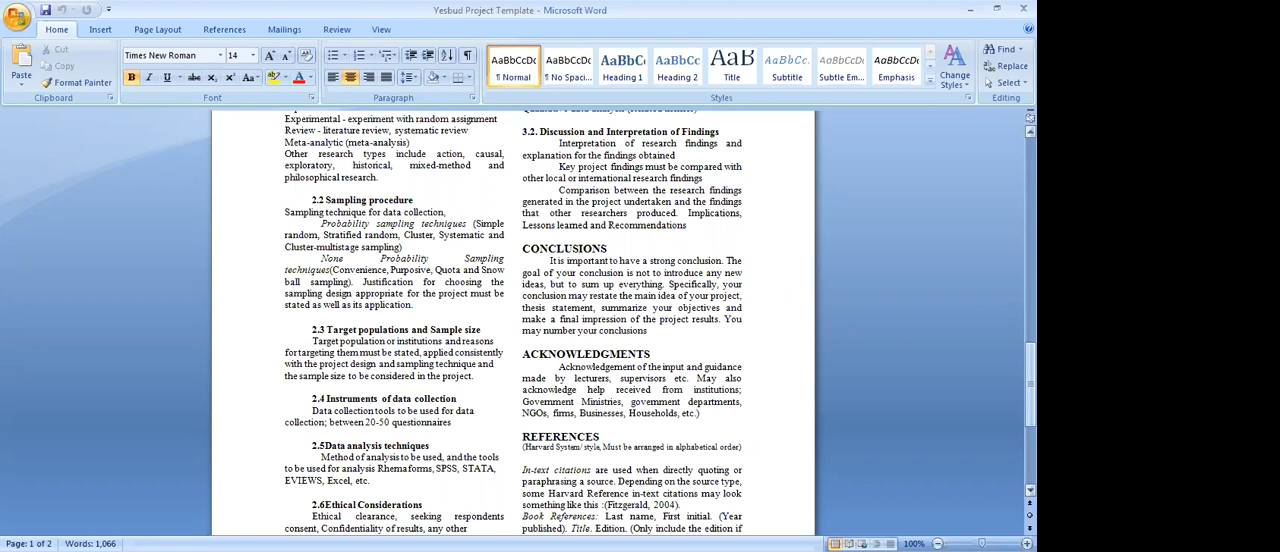 Yesbud Project Template - Microsoft Word
Home Insert Page Layout References Mailings Review View
Paste
Cut
Copy
Format Painter
Clipboard
Times New Roman 14
Font
Paragraph
AaBbCcDc AaBbCcDc AaBbC AaBbCc AaB AaBbCc. AaBbCcDc AaBbCcDc
¶ Normal ¶ No Spaci... Heading 1 Heading 2 Title Subtitle Subtle Em... Emphasis
Change Styles
Styles
Find
Replace
Select
Editing
Experimental - experiment with random assignment
Review - literature review, systematic review
Meta-analytic (meta-analysis)
Other research types include action, causal,
exploratory, historical, mixed-method and
philosophical research.
2.2 Sampling procedure
Sampling technique for data collection,
Probability sampling techniques (Simple
random, Stratified random, Cluster, Systematic and
Cluster-multistage sampling)
None Probability Sampling
techniques(Convenience, Purposive, Quota and Snow
ball sampling). Justification for choosing the
sampling design appropriate for the project must be
stated as well as its application.
2.3 Target populations and Sample size
Target population or institutions and reasons
for targeting them must be stated, applied consistently
with the project design and sampling technique and
the sample size to be considered in the project.
2.4 Instruments of data collection
Data collection tools to be used for data
collection; between 20-50 questionnaires
2.5Data analysis techniques
Method of analysis to be used, and the tools
to be used for analysis Rhema forms, SPSS, STATA,
EVIEWS, Excel, etc.
2.6Ethical Considerations
Ethical clearance, seeking respondents
consent, Confidentiality of results, any other
3.2. Discussion and Interpretation of Findings
Interpretation of research findings and
explanation for the findings obtained
Key project findings must be compared with
other local or international research findings
Comparison between the research findings
generated in the project undertaken and the findings
that other researchers produced. Implications,
Lessons learned and Recommendations
CONCLUSIONS
It is important to have a strong conclusion. The
goal of your conclusion is not to introduce any new
ideas, but to sum up everything. Specifically, your
conclusion may restate the main idea of your project,
thesis statement, summarize your objectives and
make a final impression of the project results. You
may number your conclusions
ACKNOWLEDGMENTS
Acknowledgement of the input and guidance
made by lecturers, supervisors etc. May also
acknowledge help received from institutions;
Government Ministries, government departments,
NGOs, firms, Businesses, Households, etc.)
REFERENCES
(Harvard System/ style, Must be arranged in alphabetical order)
In-text citations are used when directly quoting or
paraphrasing a source. Depending on the source type,
some Harvard Reference in-text citations may look
something like this :(Fitzgerald, 2004).
Book References: Last name, First initial. (Year
published). Title. Edition. (Only include the edition if
Page: 1 of 2 Words: 1,066
100%